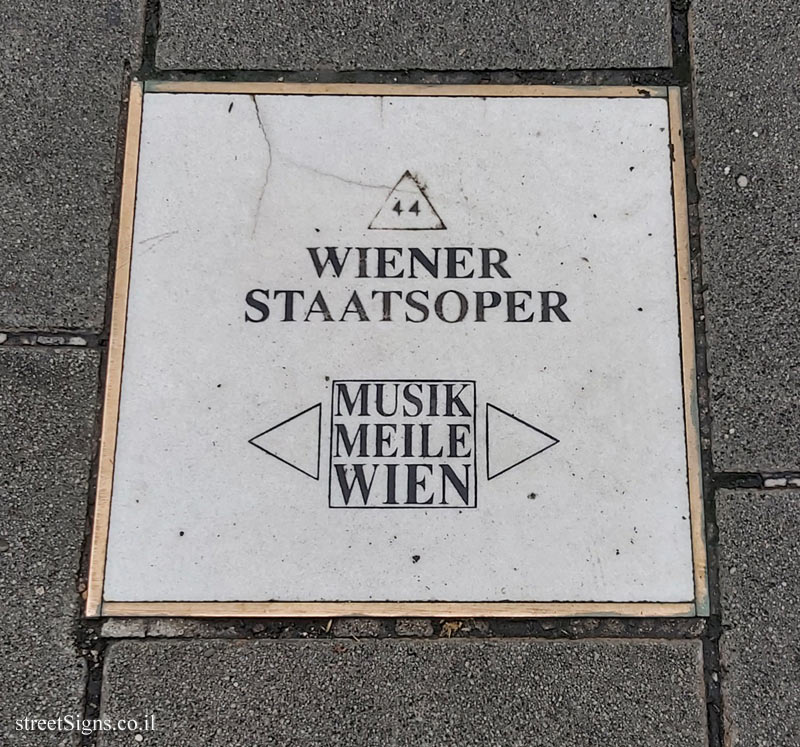 44
WIENER
STAATSOPER
MUSIK
MEILE
WIEN
streetSigns.co.il